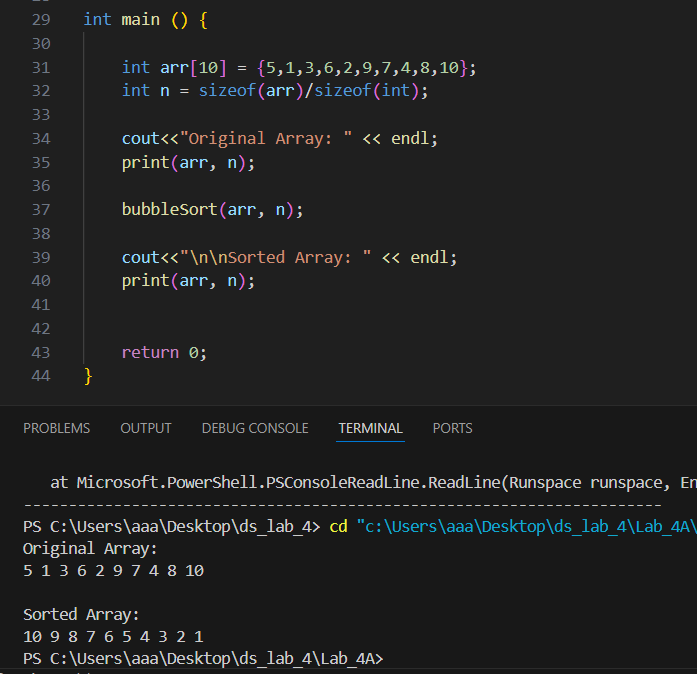 29 int main () {
30
31 int arr[10] = {5,1,3,6,2,9,7,4,8,10};
32 int n = sizeof(arr)/sizeof(int);
33
34 cout<<"Original Array: " << endl;
35 print(arr, n);
36
37 bubbleSort(arr, n);
38
39 cout<<"\n\nSorted Array: " << endl;
40 print(arr, n);
41
42
43 return 0;
44 }
PROBLEMS OUTPUT DEBUG CONSOLE TERMINAL PORTS
at Microsoft.PowerShell.PSConsoleReadLine.ReadLine(Runspace runspace, En
-------------------------------------------------------------------
PS C:\Users\aaa\Desktop\ds_lab_4> cd "c:\Users\aaa\Desktop\ds_lab_4\Lab_4A\
Original Array:
5 1 3 6 2 9 7 4 8 10
Sorted Array:
10 9 8 7 6 5 4 3 2 1
PS C:\Users\aaa\Desktop\ds_lab_4\Lab_4A>